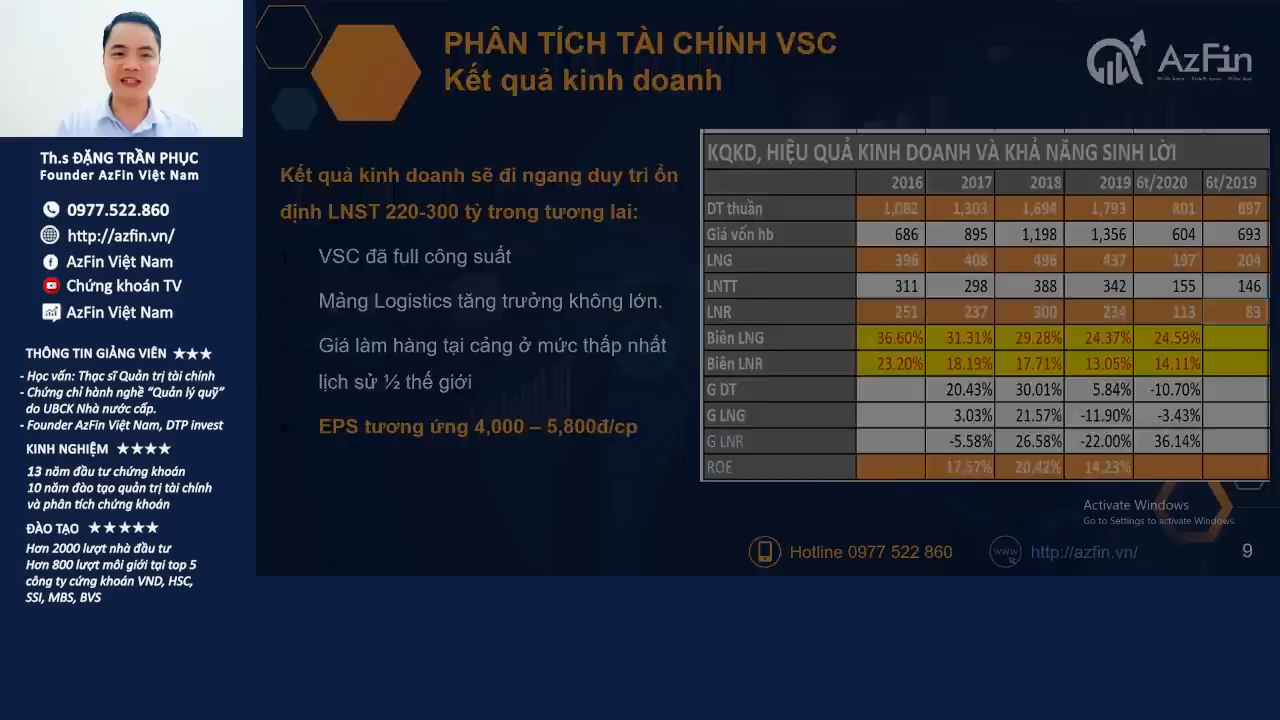 Th.s ĐẶNG TRẦN PHỤC
Founder AzFin Việt Nam
0977.522.860
http://azfin.vn/
AzFin Việt Nam
Chứng khoán TV
AzFin Việt Nam
THÔNG TIN GIẢNG VIÊN ★★★
- Học vấn: Thạc sĩ Quản trị tài chính
- Chứng chỉ hành nghề “Quản lý quỹ”
do UBCK Nhà nước cấp.
- Founder AzFin Việt Nam, DTP invest
KINH NGHIỆM ★★★★
13 năm đầu tư chứng khoán
10 năm đào tạo quản trị tài chính
và phân tích chứng khoán
ĐÀO TẠO ★★★★★
Hơn 2000 lượt nhà đầu tư
Hơn 800 lượt môi giới tại top 5
công ty cứng khoán VND, HSC,
SSI, MBS, BVS
PHÂN TÍCH TÀI CHÍNH VSC
Kết quả kinh doanh
AzFin
Kết quả kinh doanh sẽ đi ngang duy trì ổn
định LNST 220-300 tỷ trong tương lai:
VSC đã full công suất
Mảng Logistics tăng trưởng không lớn.
Giá làm hàng tại cảng ở mức thấp nhất
lịch sử ½ thế giới
EPS tương ứng 4,000 – 5,800đ/cp
KQKD, HIỆU QUẢ KINH DOANH VÀ KHẢ NĂNG SINH LỜI
2016 2017 2018 2019 6t/2020 6t/2019
DT thuần 1,082 1,303 1,694 1,793 801 897
Giá vốn hb 686 895 1,198 1,356 604 693
LNG 396 408 496 437 197 204
LNTT 311 298 388 342 155 146
LNR 251 237 300 234 113 83
Biên LNG 36.60% 31.31% 29.28% 24.37% 24.59%
Biên LNR 23.20% 18.19% 17.71% 13.05% 14.11%
G DT 20.43% 30.01% 5.84% -10.70%
G LNG 3.03% 21.57% -11.90% -3.43%
G LNR -5.58% 26.58% -22.00% 36.14%
ROE 17.57% 20.42% 14.23%
Activate Windows
Go to Settings to activate Windows.
Hotline 0977 522 860
www
http://azfin.vn/
9